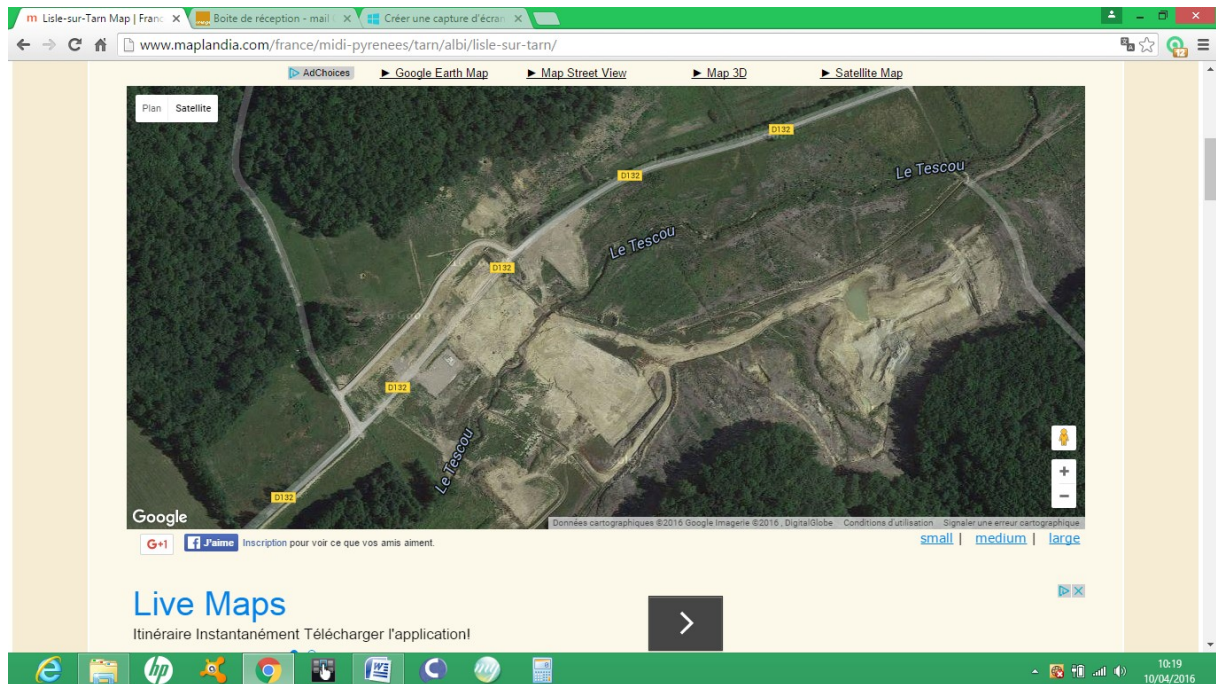 m Lisle-sur-Tarn Map | Franc
Boite de réception - mail
Créer une capture d'écran
www.maplandia.com/france/midi-pyrenees/tarn/albi/lisle-sur-tarn/
12
AdChoices
► Google Earth Map
► Map Street View
► Map 3D
► Satellite Map
Plan Satellite
D132
D132
Le Tescou
Le Tescou
D132
D132
Le Tescou
D132
+
−
Google
Données cartographiques ©2016 Google Imagerie ©2016 , DigitalGlobe Conditions d'utilisation Signaler une erreur cartographique
G+1 J'aime Inscription pour voir ce que vos amis aiment.
small | medium | large
Live Maps
Itinéraire Instantanément Télécharger l'application!
hp
10:19
10/04/2016